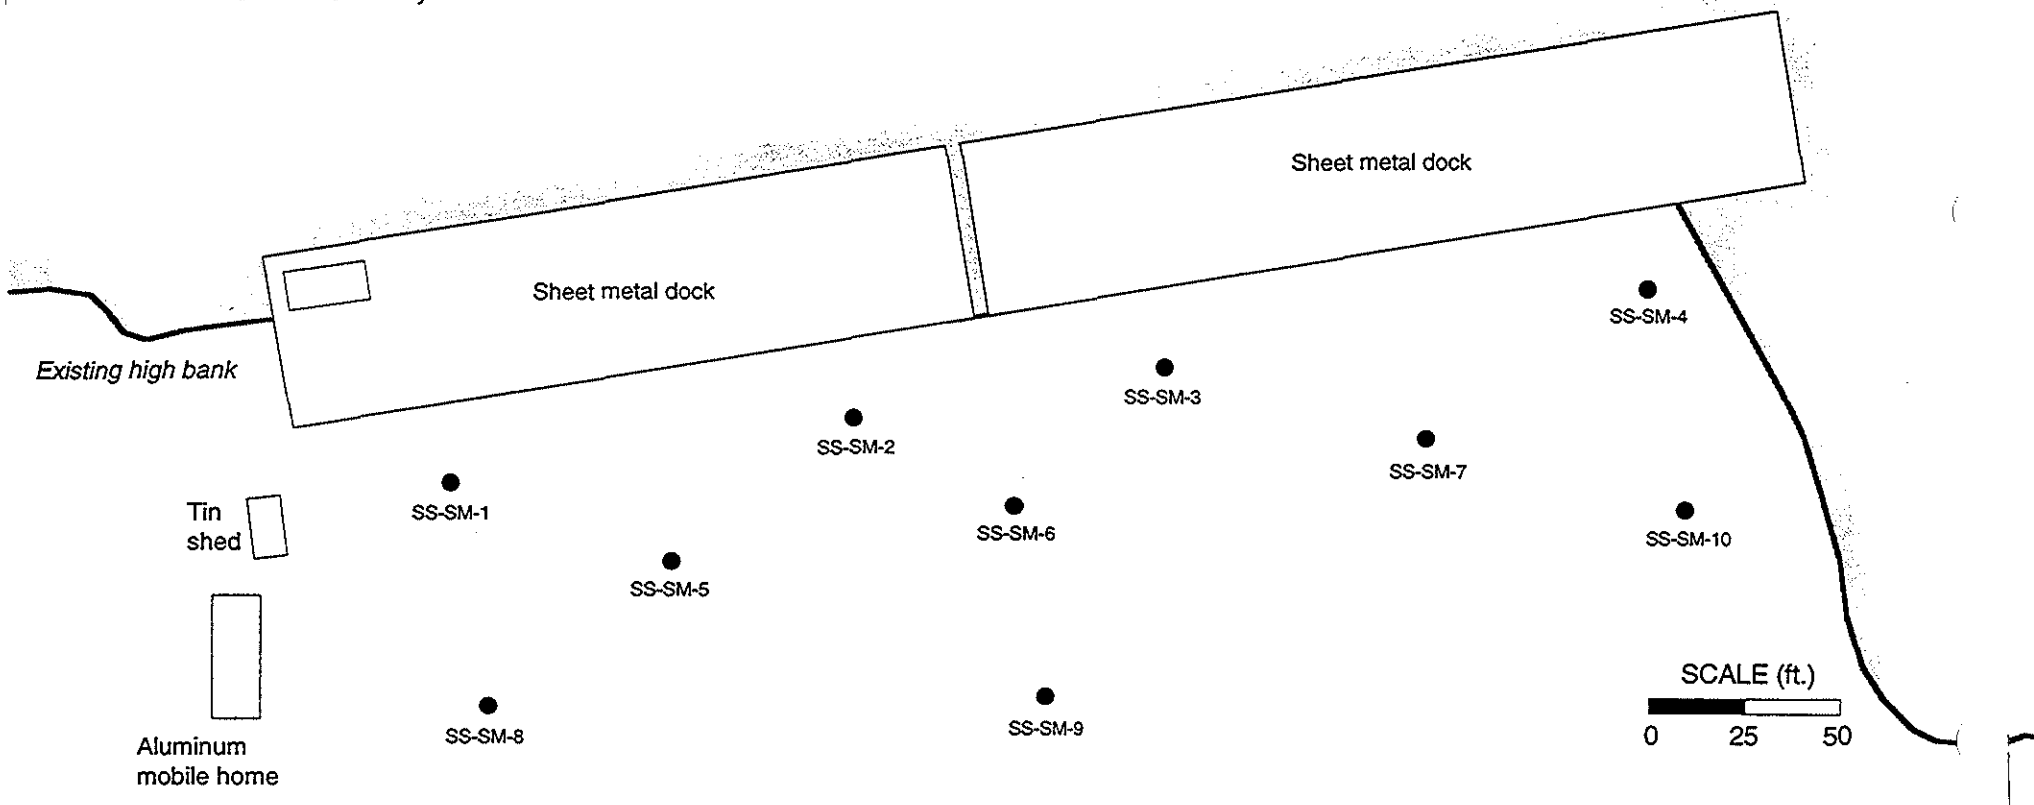 Sheet metal dock
Sheet metal dock
Existing high bank
SS-SM-4
SS-SM-3
SS-SM-2
SS-SM-7
SS-SM-1
Tin
shed
SS-SM-6
SS-SM-10
SS-SM-5
SCALE (ft.)
0 25 50
SS-SM-8
SS-SM-9
Aluminum
mobile home